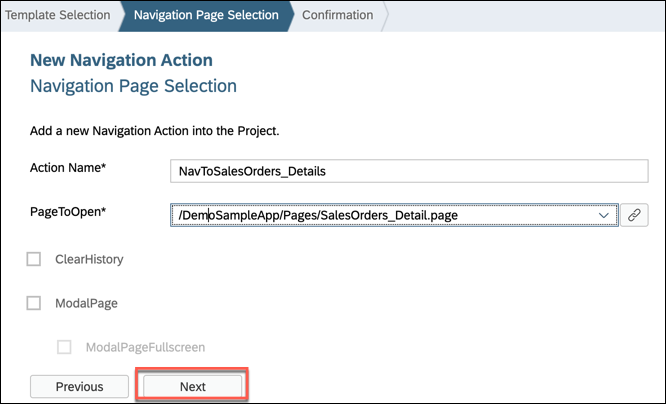 Template Selection Navigation Page Selection Confirmation
New Navigation Action
Navigation Page Selection
Add a new Navigation Action into the Project.
Action Name* NavToSalesOrders_Details
PageToOpen* /DemoSampleApp/Pages/SalesOrders_Detail.page
ClearHistory
ModalPage
ModalPageFullscreen
Previous Next